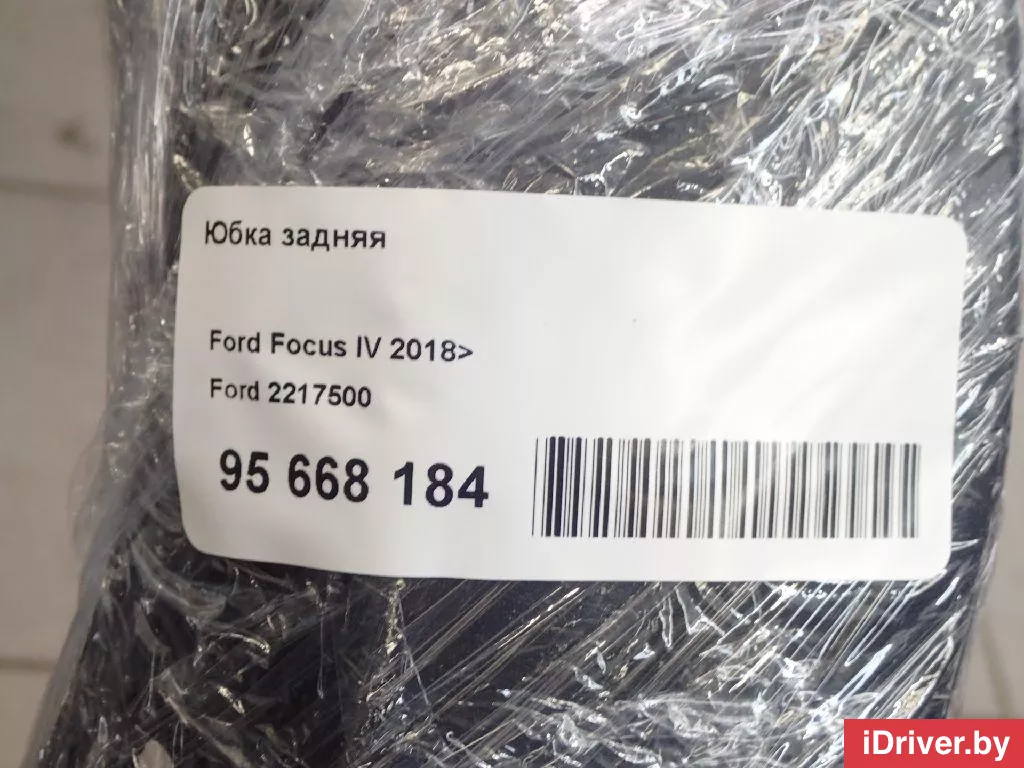 Юбка задняя
Ford Focus IV 2018>
Ford 2217500
95 668 184
iDriver.by